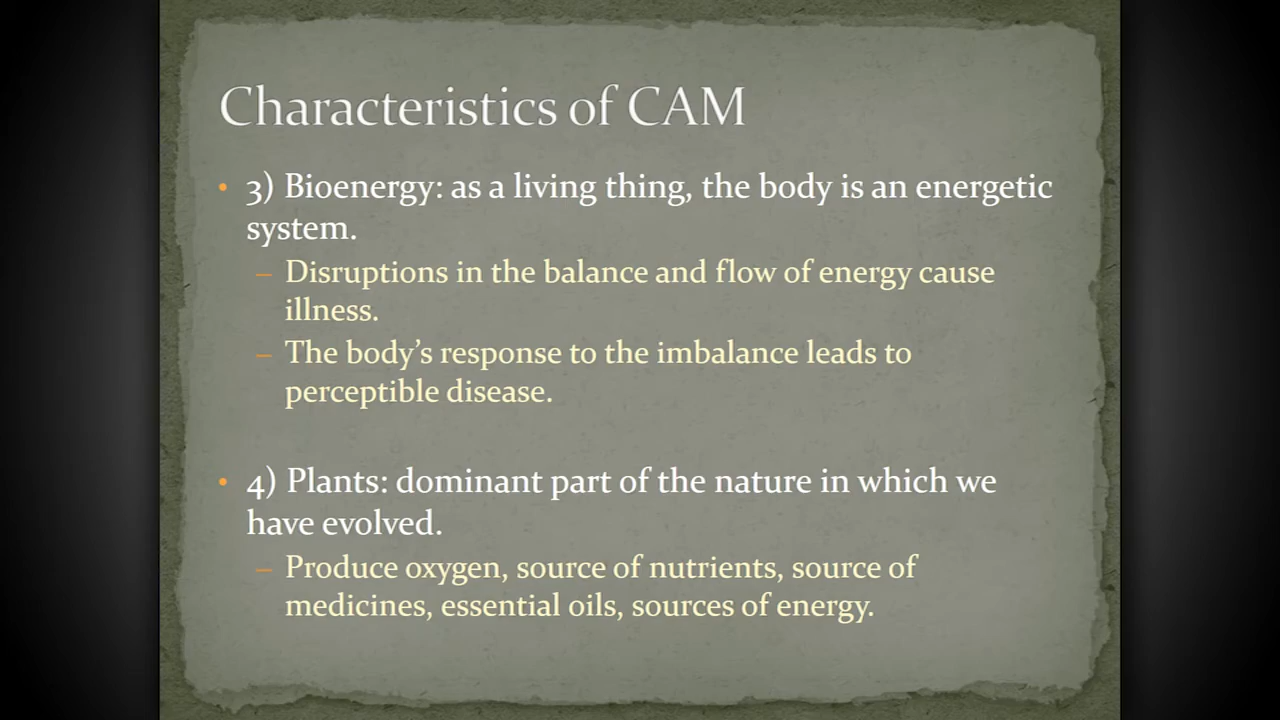 Characteristics of CAM
• 3) Bioenergy: as a living thing, the body is an energetic
system.
– Disruptions in the balance and flow of energy cause
illness.
– The body’s response to the imbalance leads to
perceptible disease.
• 4) Plants: dominant part of the nature in which we
have evolved.
– Produce oxygen, source of nutrients, source of
medicines, essential oils, sources of energy.